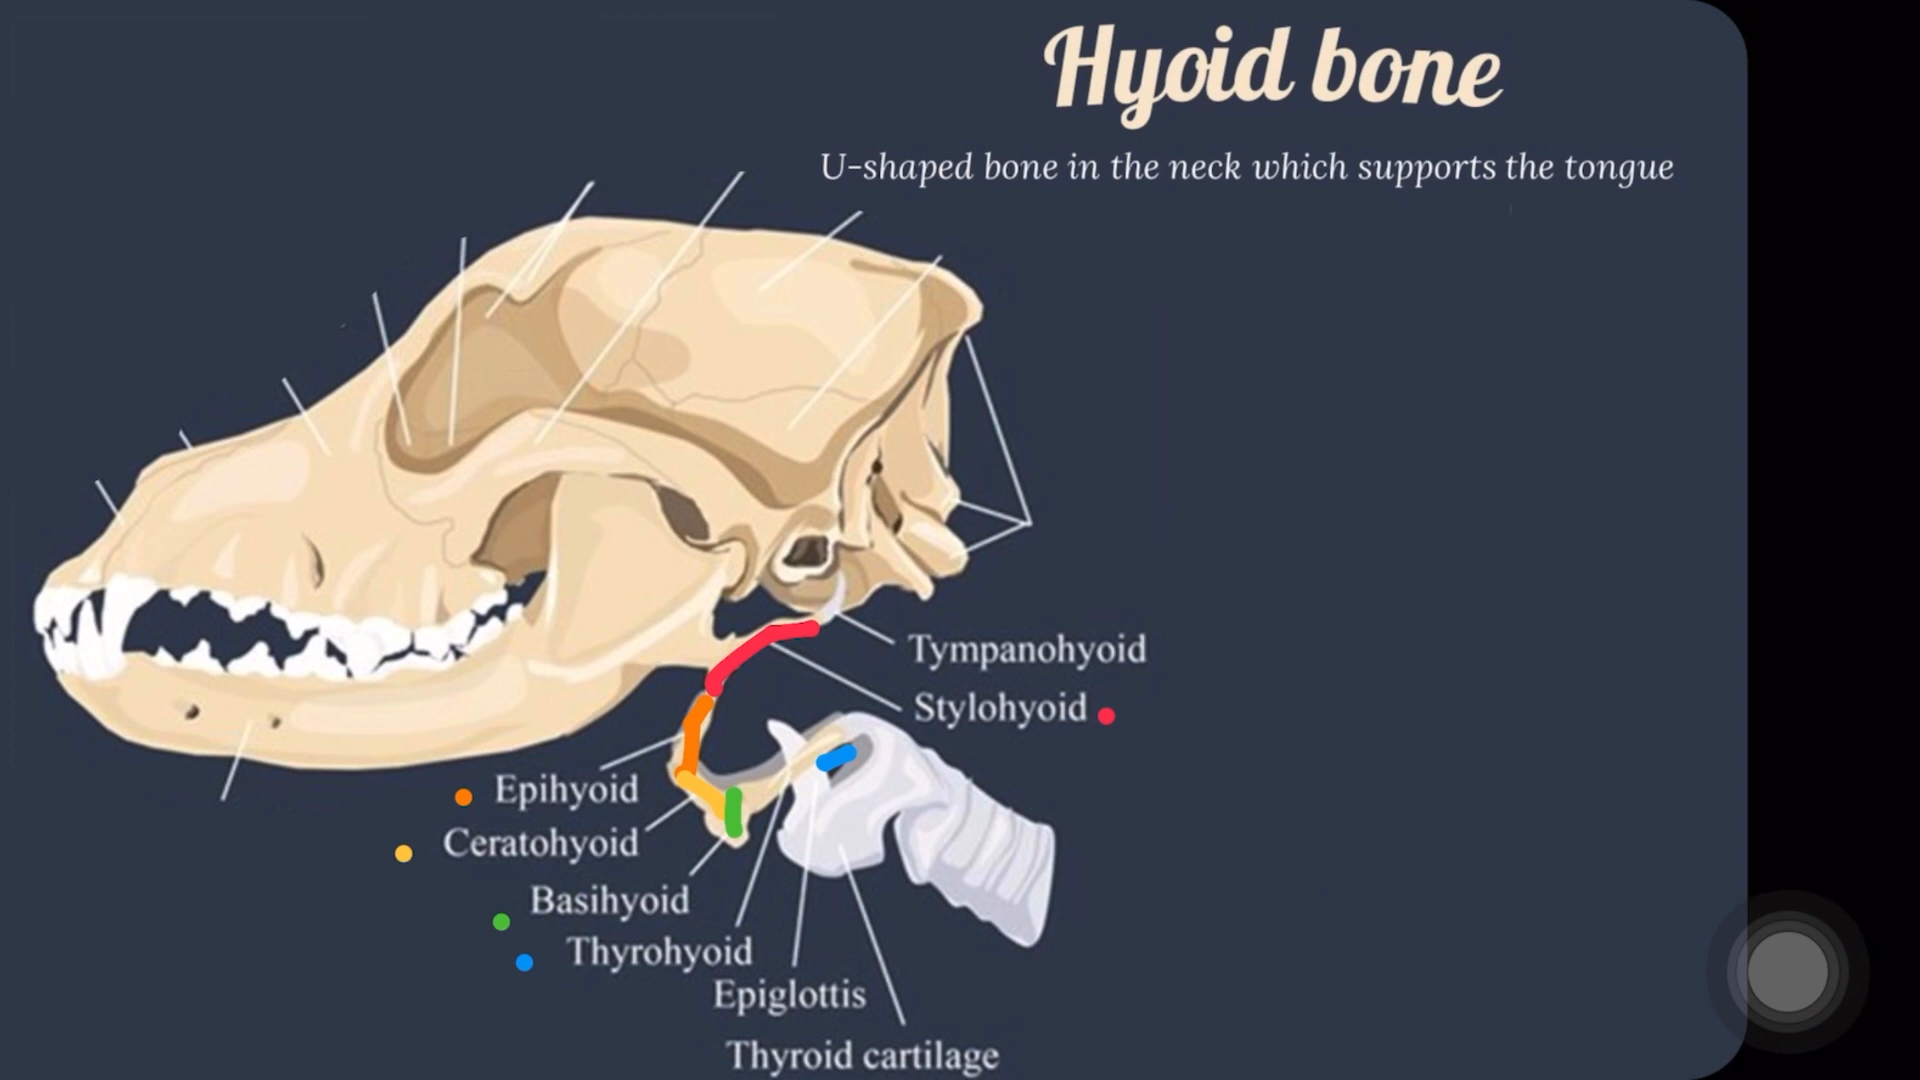 Hyoid bone
U-shaped bone in the neck which supports the tongue
Tympanohyoid
Stylohyoid
Epihyoid
Ceratohyoid
Basihyoid
Thyrohyoid
Epiglottis
Thyroid cartilage